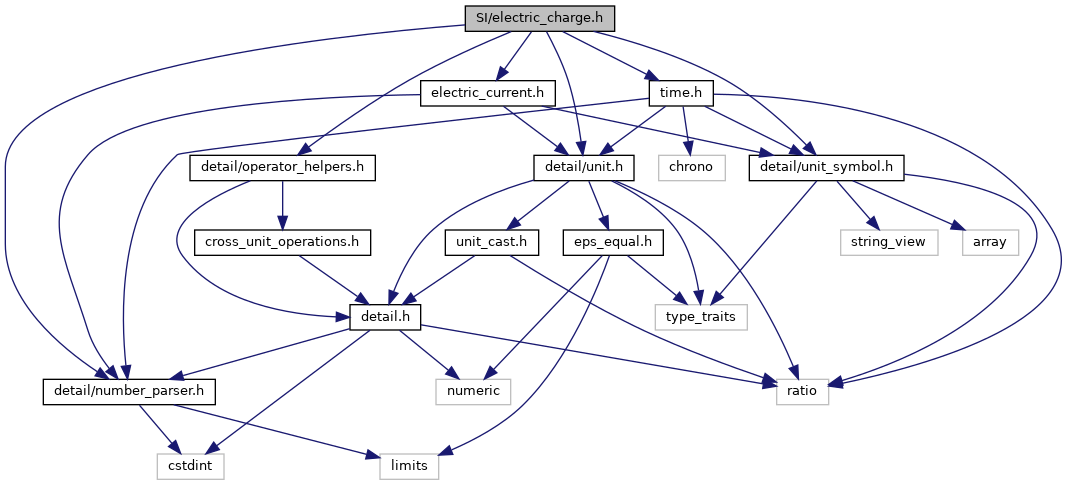 SI/electric_charge.h
electric_current.h
time.h
detail/operator_helpers.h
detail/unit.h
chrono
detail/unit_symbol.h
cross_unit_operations.h
unit_cast.h
eps_equal.h
string_view
array
detail.h
type_traits
detail/number_parser.h
numeric
ratio
cstdint
limits